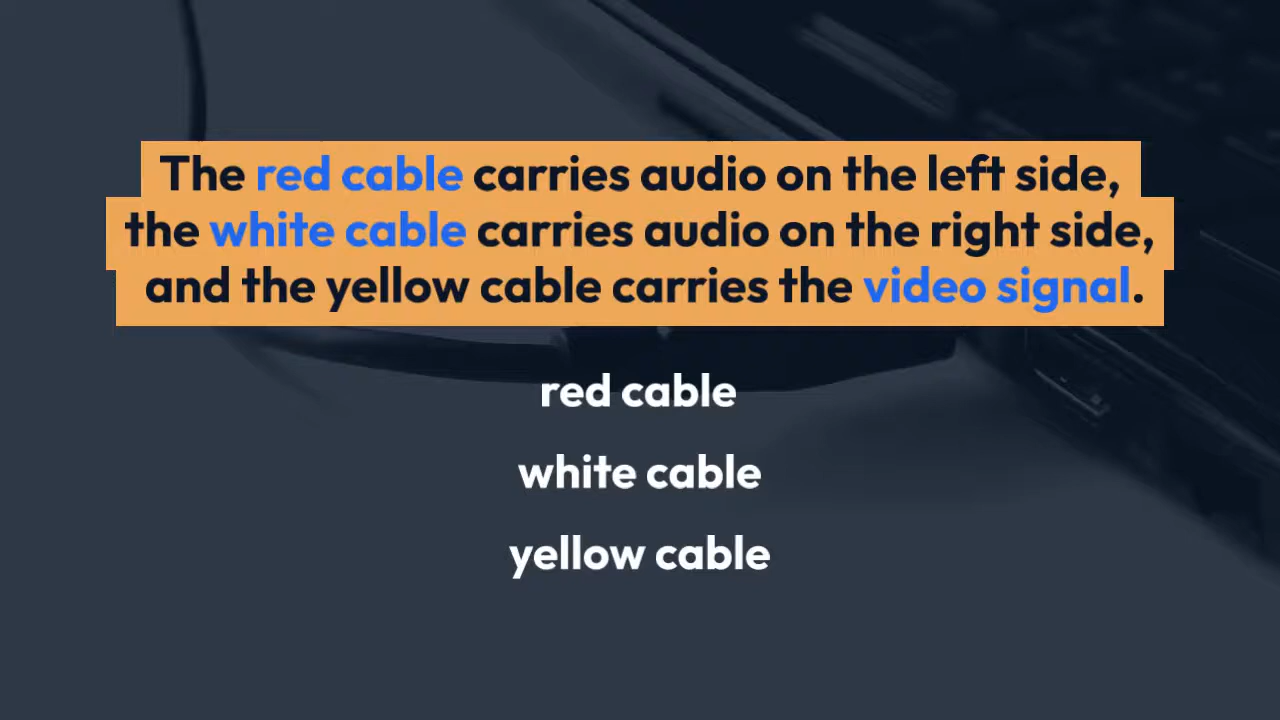 The red cable carries audio on the left side,
the white cable carries audio on the right side,
and the yellow cable carries the video signal.
red cable
white cable
yellow cable